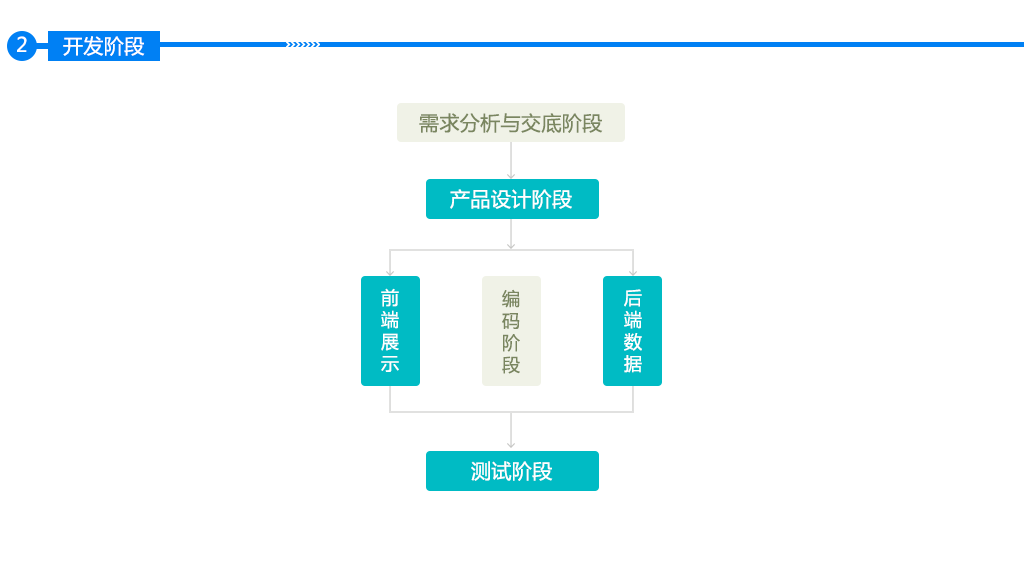 2
开发阶段
需求分析与交底阶段
产品设计阶段
前端展示
编码阶段
后端数据
测试阶段